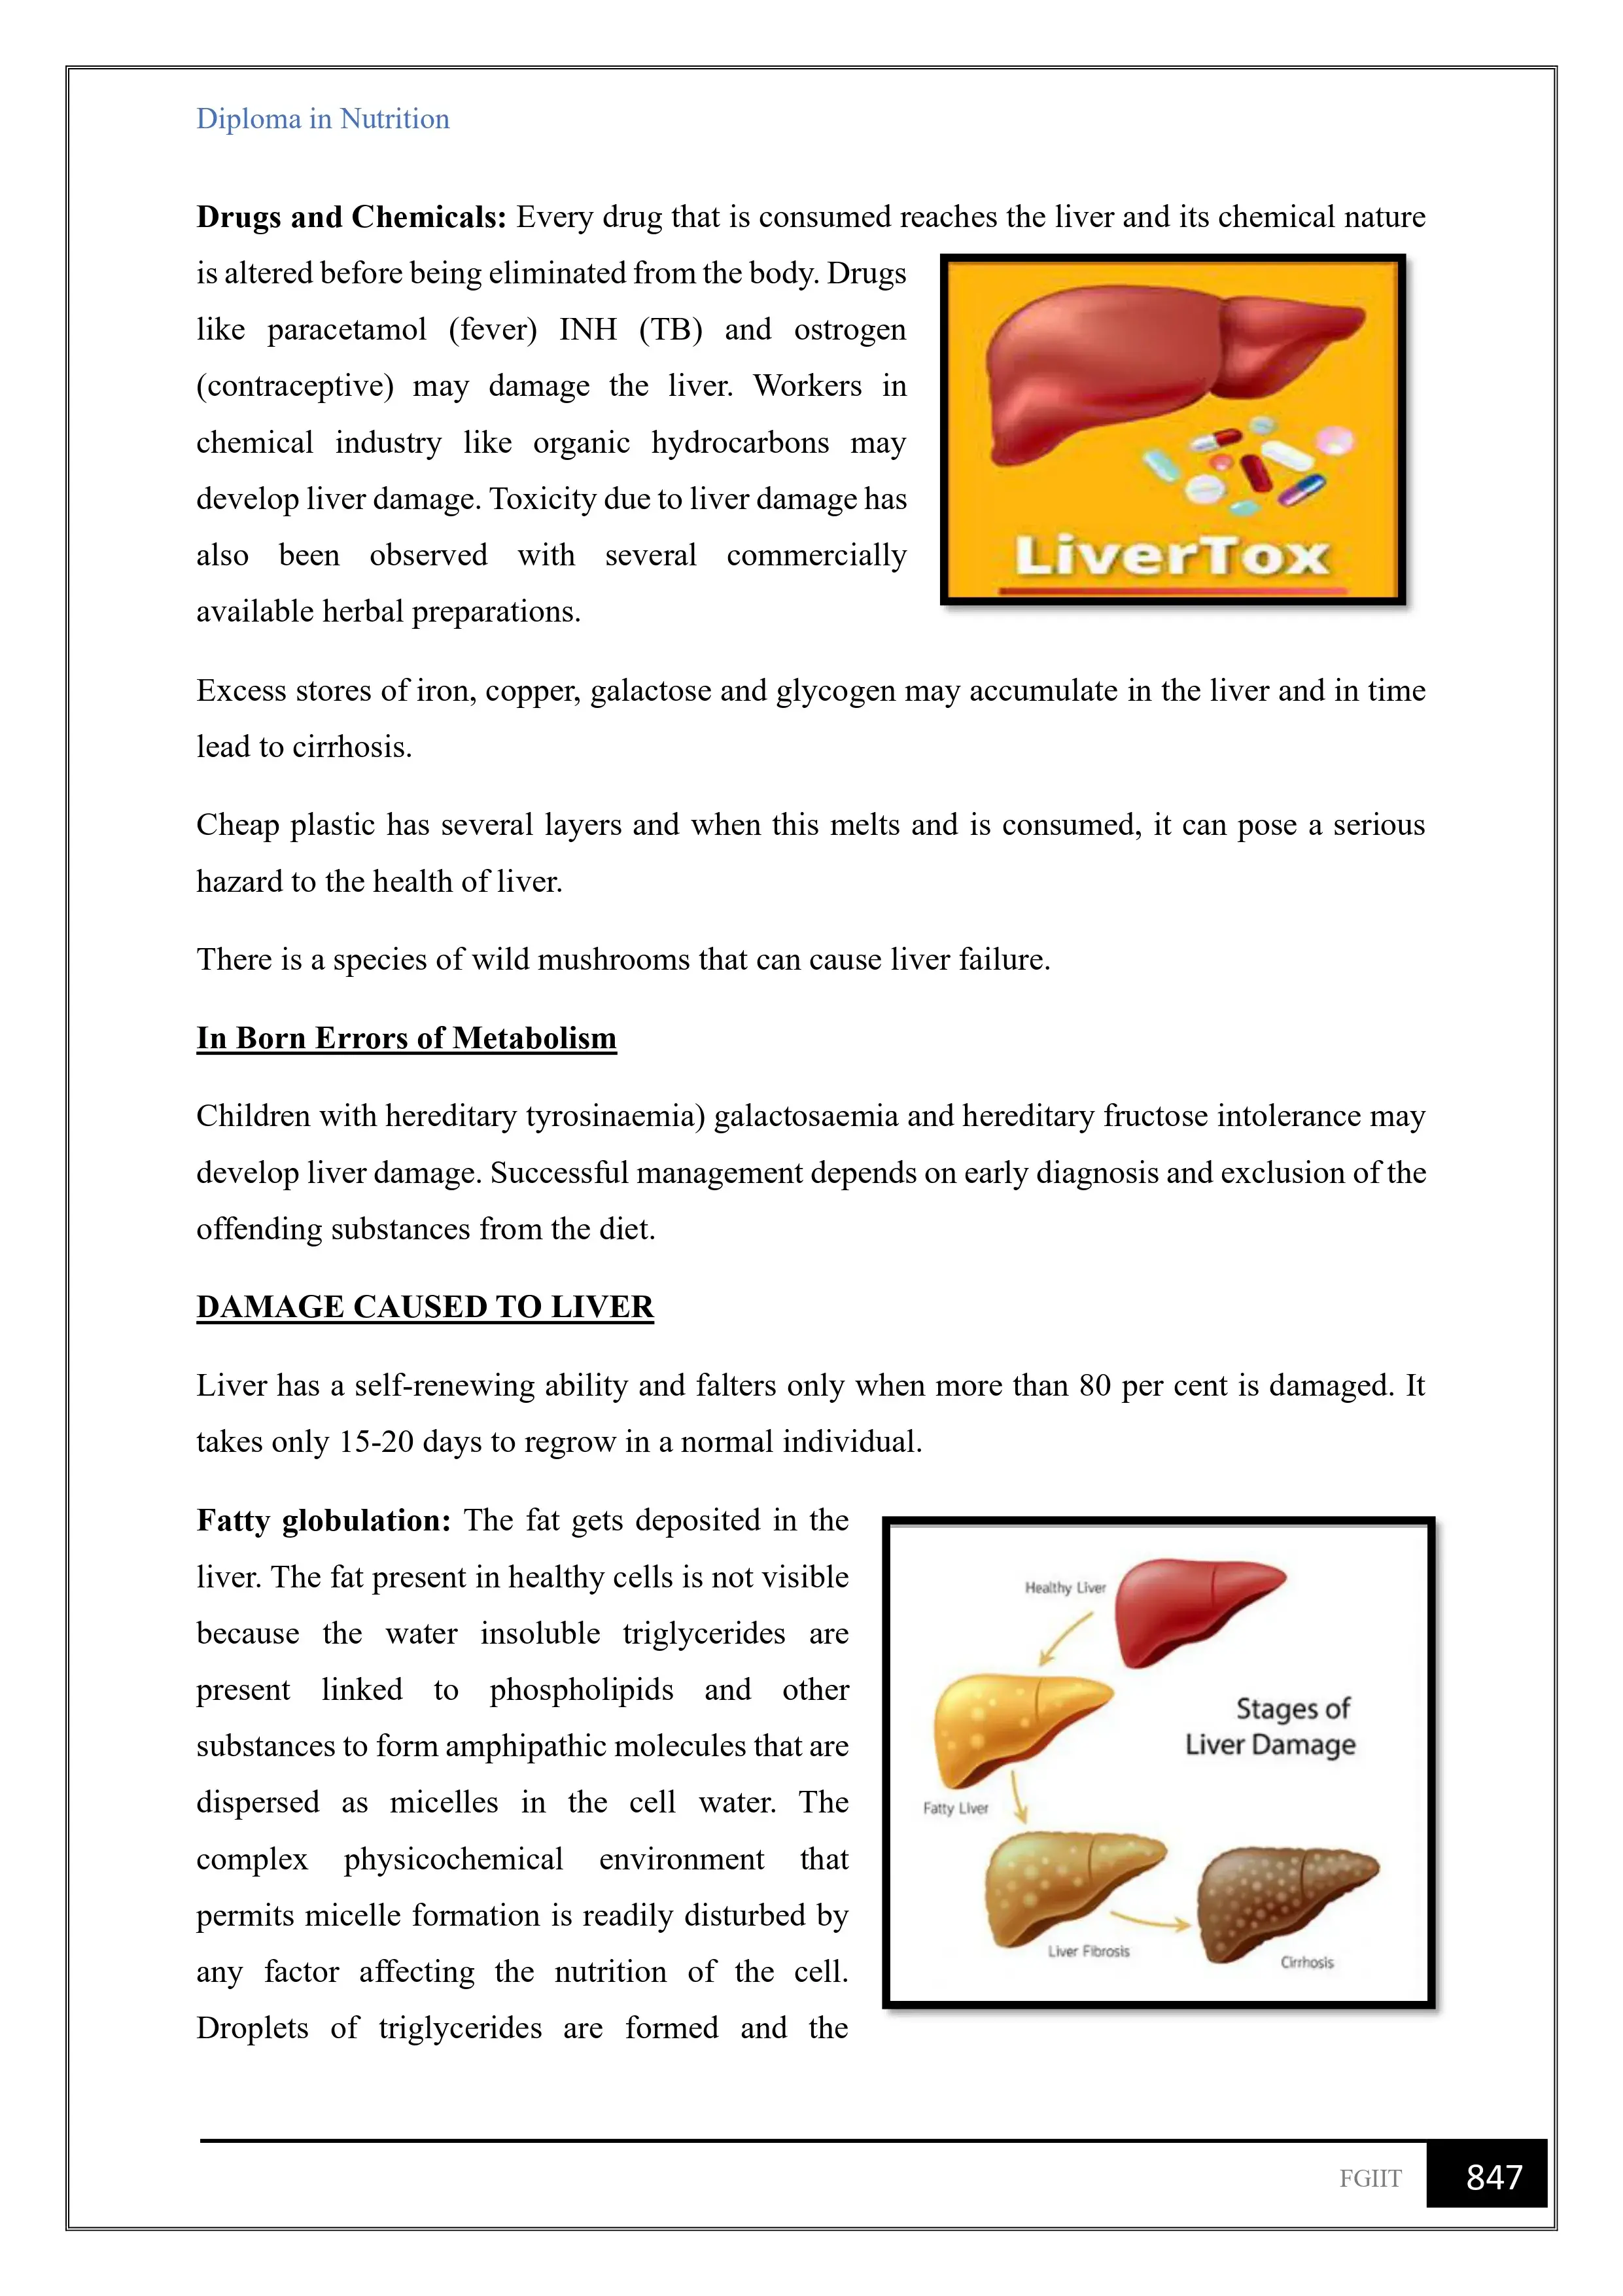 Diploma in Nutrition
Drugs and Chemicals: Every drug that is consumed reaches the liver and its chemical nature
is altered before being eliminated from the body. Drugs
like paracetamol (fever) INH (TB) and ostrogen
(contraceptive) may damage the liver. Workers in
chemical industry like organic hydrocarbons may
develop liver damage. Toxicity due to liver damage has
also been observed with several commercially
available herbal preparations.
LiverTox
Excess stores of iron, copper, galactose and glycogen may accumulate in the liver and in time
lead to cirrhosis.
Cheap plastic has several layers and when this melts and is consumed, it can pose a serious
hazard to the health of liver.
There is a species of wild mushrooms that can cause liver failure.
In Born Errors of Metabolism
Children with hereditary tyrosinaemia) galactosaemia and hereditary fructose intolerance may
develop liver damage. Successful management depends on early diagnosis and exclusion of the
offending substances from the diet.
DAMAGE CAUSED TO LIVER
Liver has a self-renewing ability and falters only when more than 80 per cent is damaged. It
takes only 15-20 days to regrow in a normal individual.
Fatty globulation: The fat gets deposited in the
liver. The fat present in healthy cells is not visible
because the water insoluble triglycerides are
present linked to phospholipids and other
substances to form amphipathic molecules that are
dispersed as micelles in the cell water. The
complex physicochemical environment that
permits micelle formation is readily disturbed by
any factor affecting the nutrition of the cell.
Droplets of triglycerides are formed and the
Healthy Liver
Stages of
Liver Damage
Fatty Liver
Liver Fibrosis
Cirrhosis
FGIIT
847